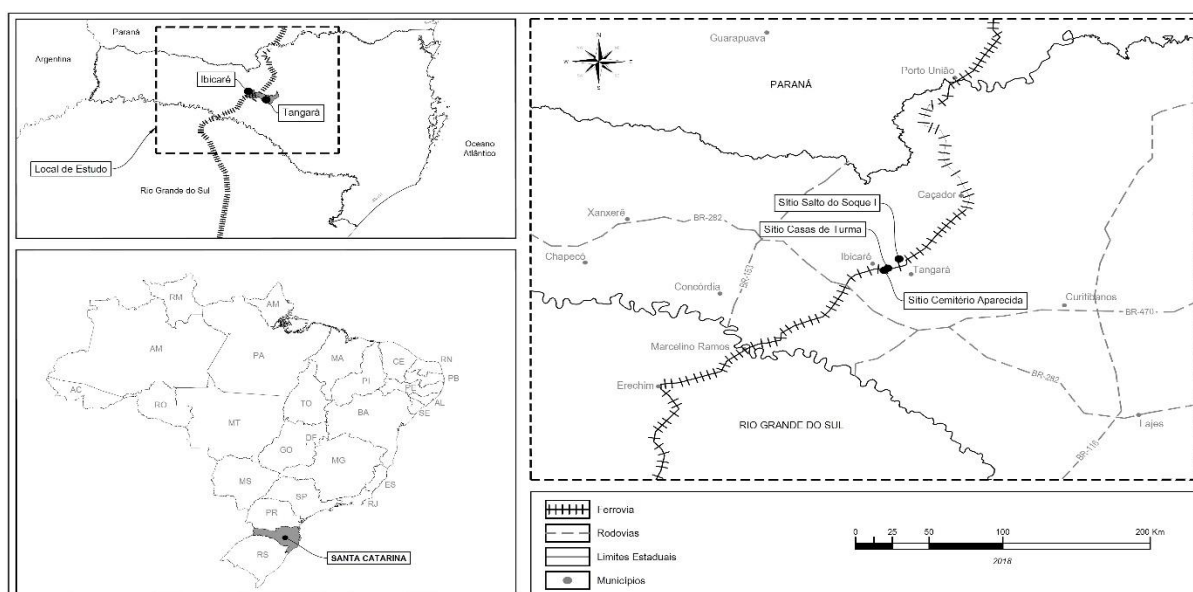 Paraná
Argentina
Ibicaré
Tangará
Local de Estudo
Oceano
Atlântico
Rio Grande do Sul
RM
AM
AM
PA
MA
CE
RN
PB
PI
PE
AL
SE
AC
RO
TO
BA
MT
DF
GO
MG
MS
ES
SP
RJ
PR
RS
SANTA CATARINA
Guarapuava
N
W
E
S
PARANÁ
Porto União
Sítio Salto do Soque I
Caçador
Xanxerê
BR-282
Sítio Casas de Turma
Chapecó
Ibicaré
Tangará
BR-153
Sítio Cemitério Aparecida
Concórdia
Curitibanos
BR-470
Marcelino Ramos
Erechim
BR-282
RIO GRANDE DO SUL
Lajes
BR-116
Ferrovia
Rodovias
Limites Estaduais
Municípios
0 25 50 100 200 Km
2018